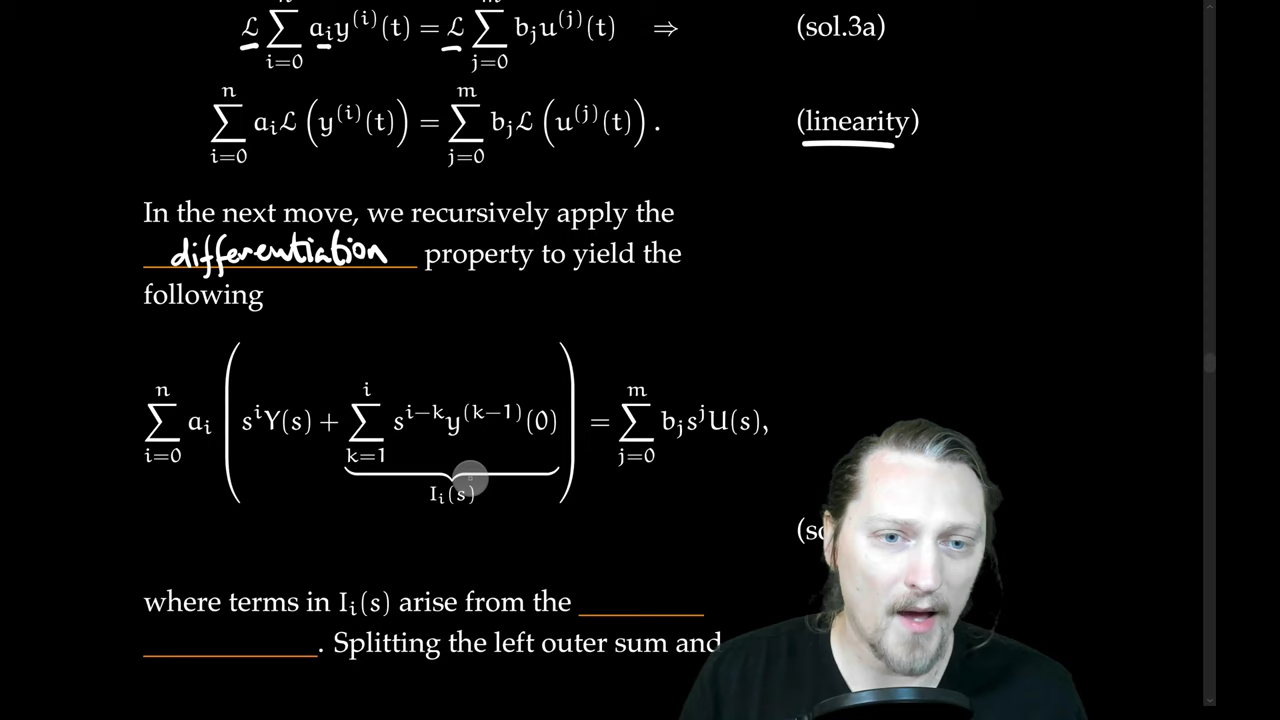 ℒ ∑_{i=0}^{n} a_i y^{(i)}(t) = ℒ ∑_{j=0} b_j u^{(j)}(t) ⇒ (sol.3a)
∑_{i=0}^{n} a_i ℒ (y^{(i)}(t)) = ∑_{j=0}^{m} b_j ℒ (u^{(j)}(t)). (linearity)
In the next move, we recursively apply the
differentiation property to yield the
following
∑_{i=0}^{n} a_i (s^i Y(s) + ∑_{k=1}^{i} s^{i−k} y^{(k−1)}(0)) = ∑_{j=0}^{m} b_j s^j U(s),
I_i(s)
where terms in I_i(s) arise from the
. Splitting the left outer sum and